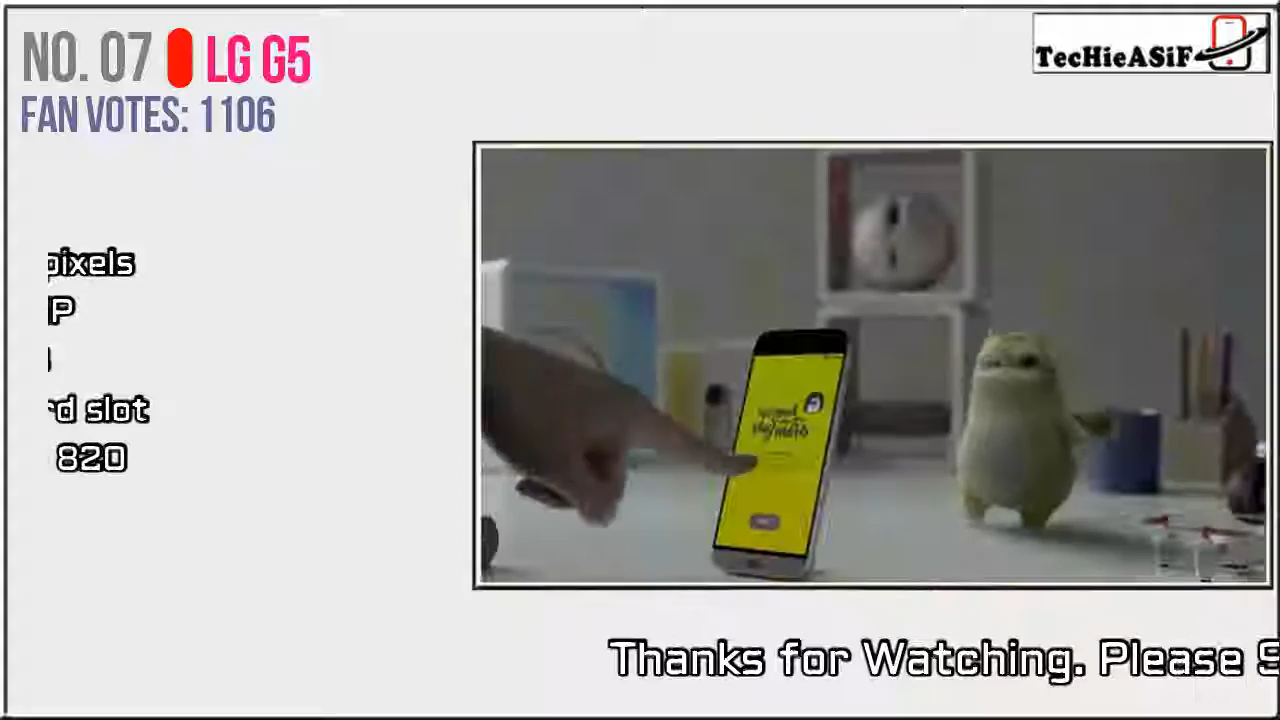 NO. 07 LG G5
FAN VOTES: 1106
TecHieASiF
pixels
rd slot
820
Thanks for Watching. Please S